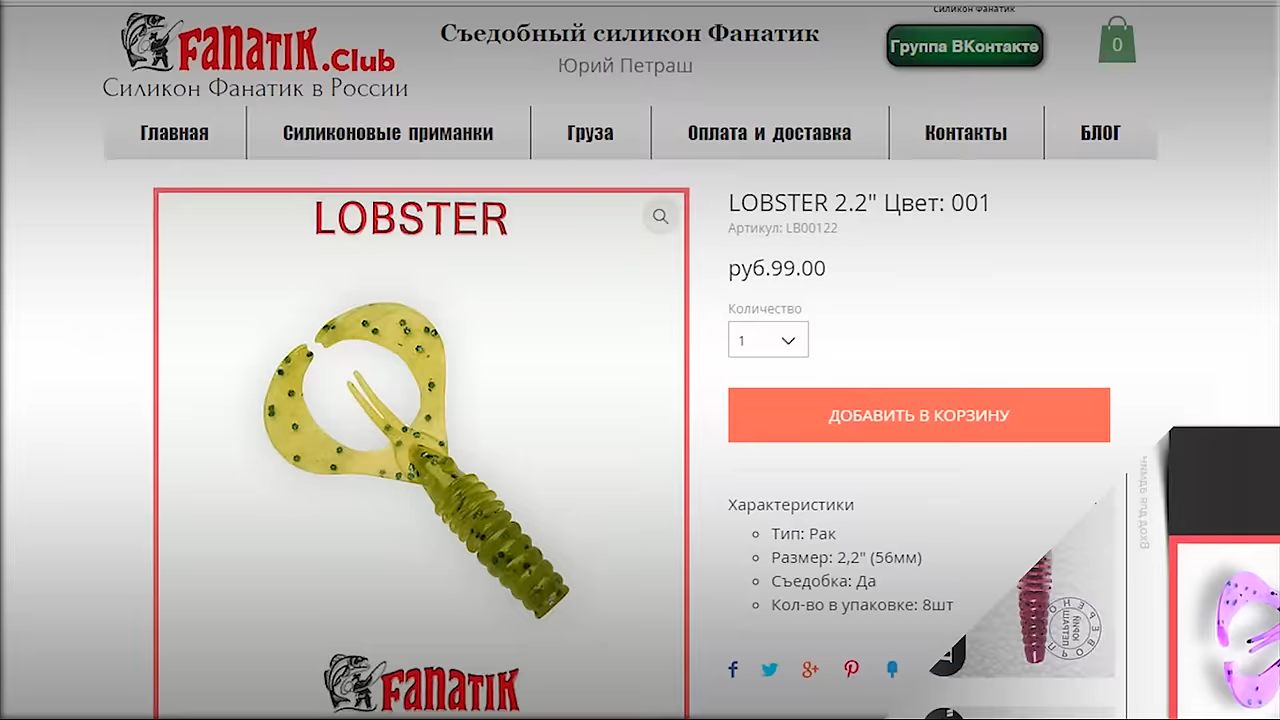 Силикон Фанатик
FANATIK.Club
Силикон Фанатик в России
Съедобный силикон Фанатик
Юрий Петраш
Группа ВКонтакте
0
Главная
Силиконовые приманки
Груза
Оплата и доставка
Контакты
БЛОГ
LOBSTER
LOBSTER 2.2" Цвет: 001
Артикул: LB00122
руб.99.00
Количество
1
ДОБАВИТЬ В КОРЗИНУ
Характеристики
Тип: Рак
Размер: 2,2" (56мм)
Съедобка: Да
Кол-во в упаковке: 8шт
FANATIK